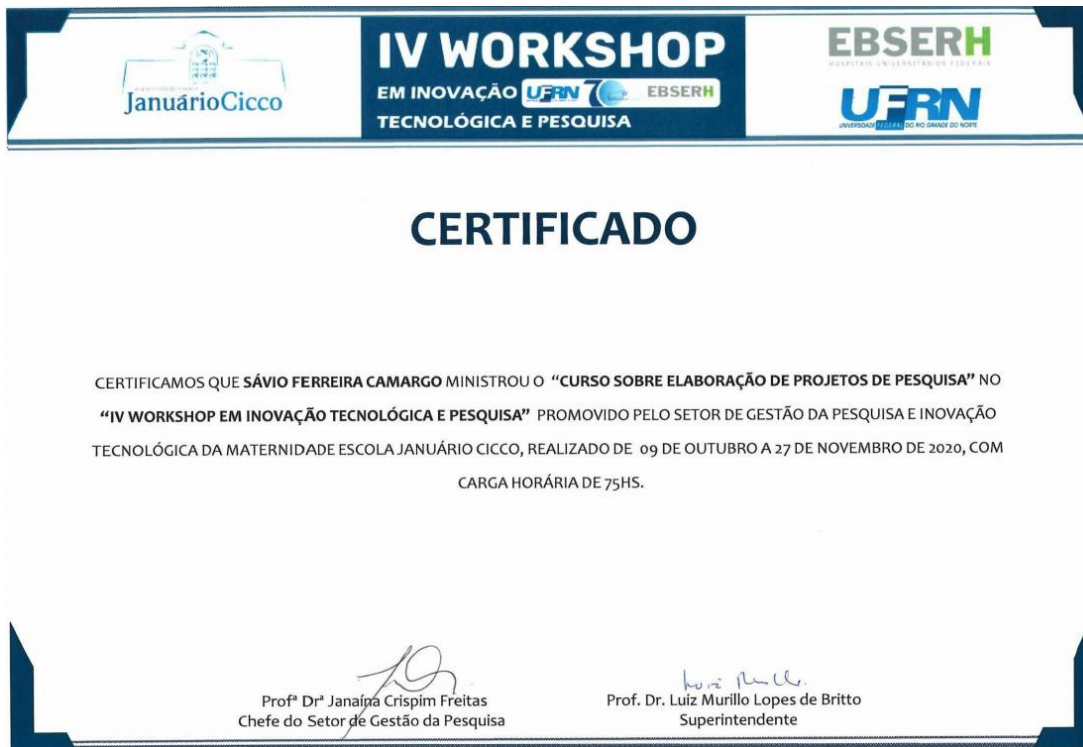 JanuárioCicco
IV WORKSHOP
EM INOVAÇÃO UFRN 70 EBSERH
TECNOLÓGICA E PESQUISA
EBSERH
HOSPITAIS UNIVERSITÁRIOS FEDERAIS
UFRN
UNIVERSIDADE FEDERAL DO RIO GRANDE DO NORTE
CERTIFICADO
CERTIFICAMOS QUE SÁVIO FERREIRA CAMARGO MINISTROU O “CURSO SOBRE ELABORAÇÃO DE PROJETOS DE PESQUISA” NO
“IV WORKSHOP EM INOVAÇÃO TECNOLÓGICA E PESQUISA” PROMOVIDO PELO SETOR DE GESTÃO DA PESQUISA E INOVAÇÃO
TECNOLÓGICA DA MATERNIDADE ESCOLA JANUÁRIO CICCO, REALIZADO DE 09 DE OUTUBRO A 27 DE NOVEMBRO DE 2020, COM
CARGA HORÁRIA DE 75HS.
Profª Drª Janaína Crispim Freitas
Chefe do Setor de Gestão da Pesquisa
Prof. Dr. Luiz Murillo Lopes de Britto
Superintendente